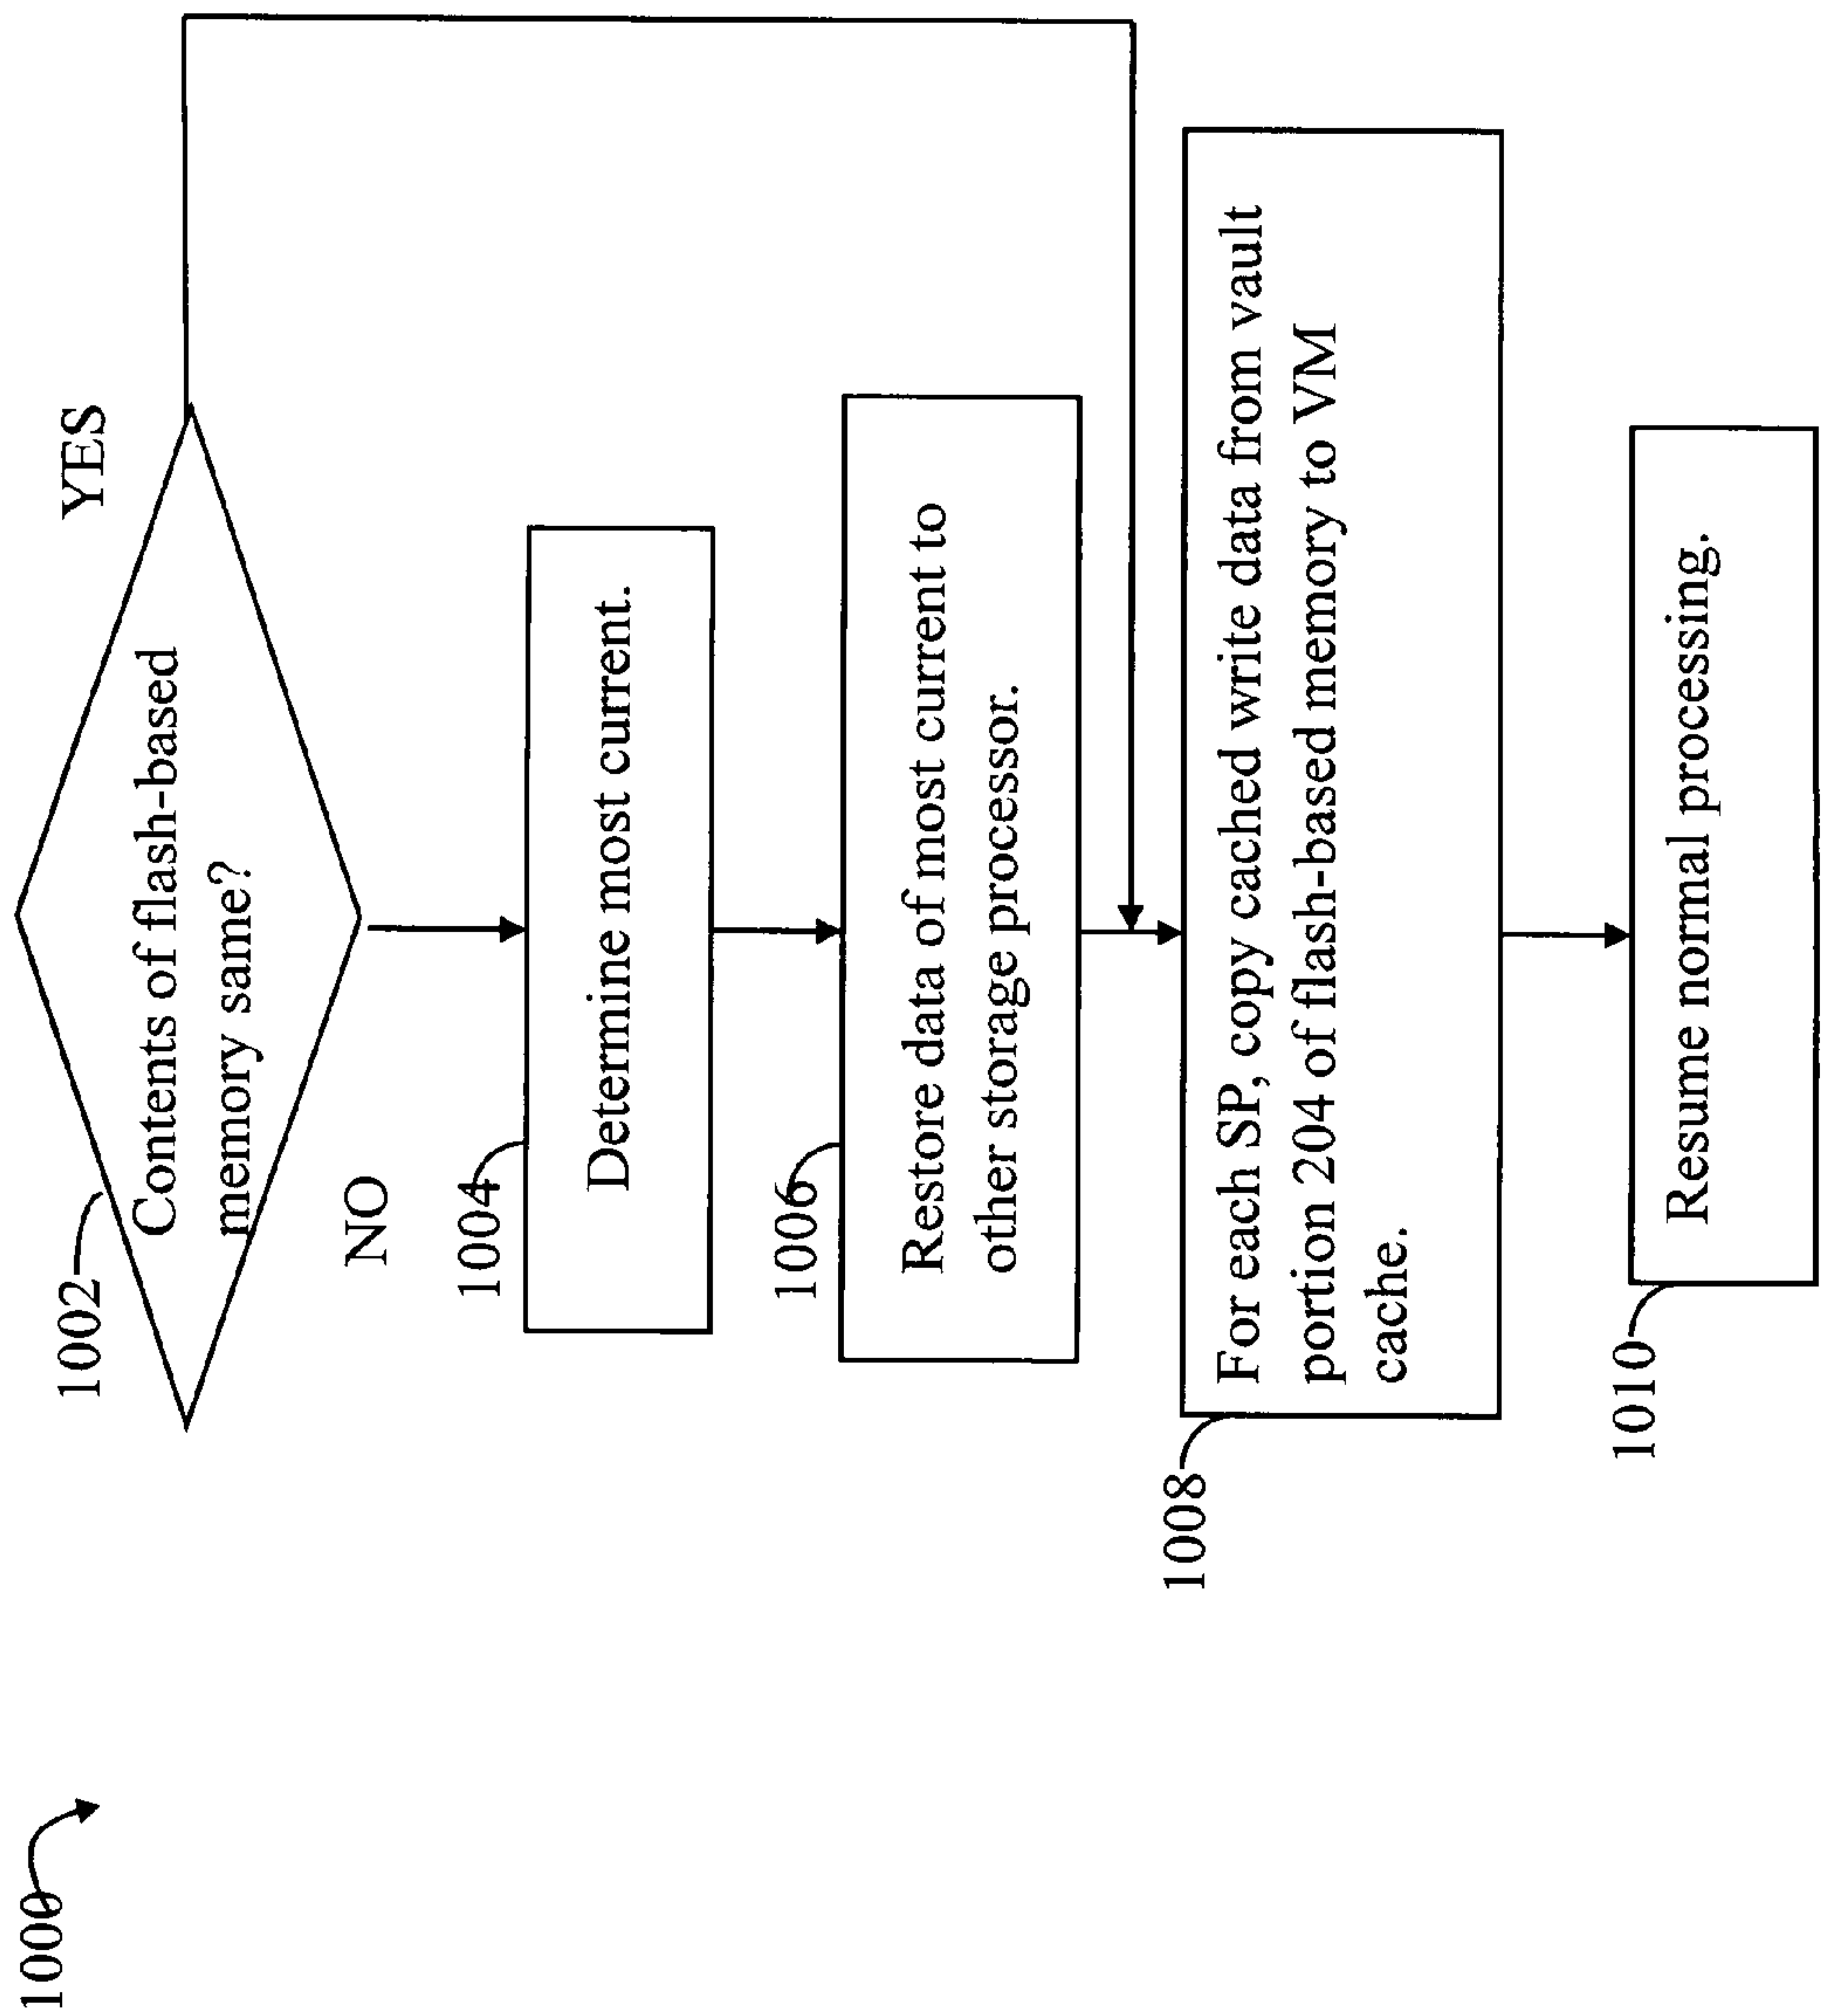 1000
1002
YES
Contents of flash-based
memory same?
NO
1004
Determine most current.
1006
Restore data of most current to
other storage processor.
1008
For each SP, copy cached write data from vault
portion 204 of flash-based memory to VM
cache.
1010
Resume normal processing.